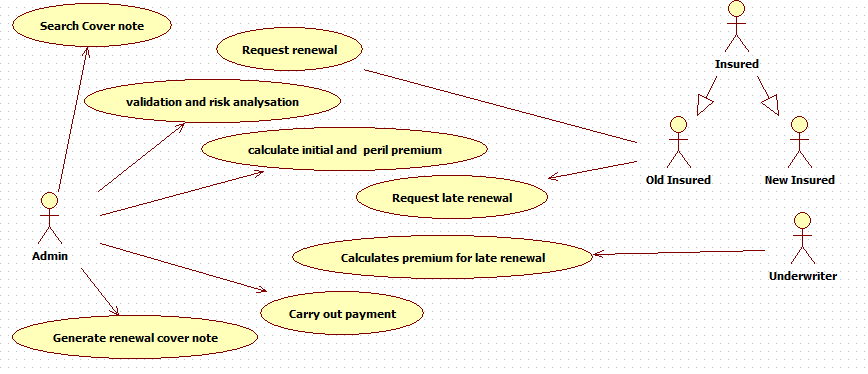 Search Cover note
Request renewal
Insured
validation and risk analysation
calculate initial and peril premium
Old Insured
New Insured
Request late renewal
Admin
Calculates premium for late renewal
Underwriter
Carry out payment
Generate renewal cover note